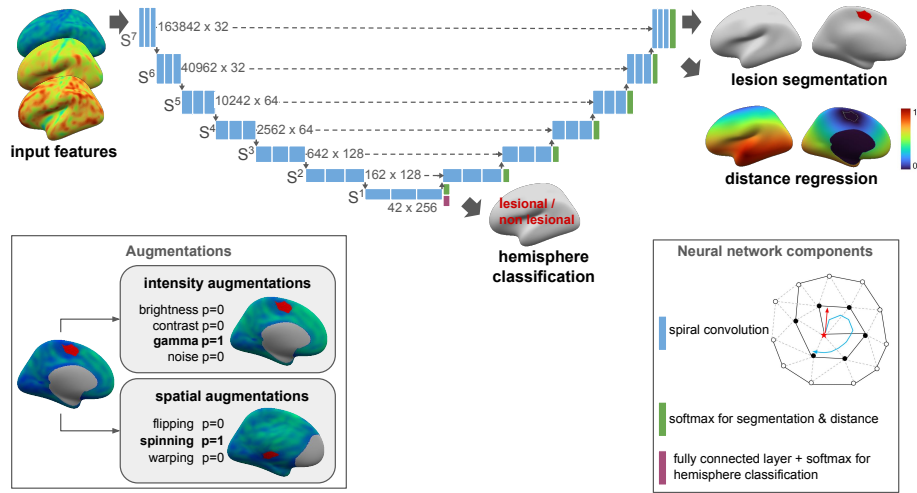 input features
S7
163842 x 32
S6
40962 x 32
S5
10242 x 64
S4
2562 x 64
S3
642 x 128
S2
162 x 128
S1
42 x 256
lesional /
non lesional
hemisphere
classification
lesion segmentation
1
0
distance regression
Augmentations
intensity augmentations
brightness p=0
contrast p=0
gamma p=1
noise p=0
spatial augmentations
flipping p=0
spinning p=1
warping p=0
Neural network components
spiral convolution
softmax for segmentation & distance
fully connected layer + softmax for
hemisphere classification